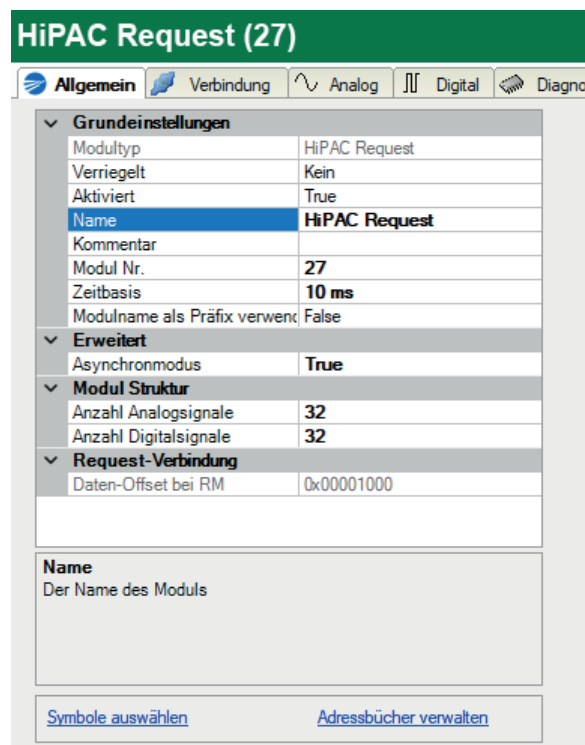 HiPAC Request (27)
Allgemein Verbindung Analog Digital Diagno
Grundeinstellungen
Modultyp HiPAC Request
Verriegelt Kein
Aktiviert True
Name HiPAC Request
Kommentar
Modul Nr. 27
Zeitbasis 10 ms
Modulname als Präfix verwenc False
Erweitert
Asynchronmodus True
Modul Struktur
Anzahl Analogsignale 32
Anzahl Digitalsignale 32
Request-Verbindung
Daten-Offset bei RM 0x00001000
Name
Der Name des Moduls
Symbole auswählen Adressbücher verwalten